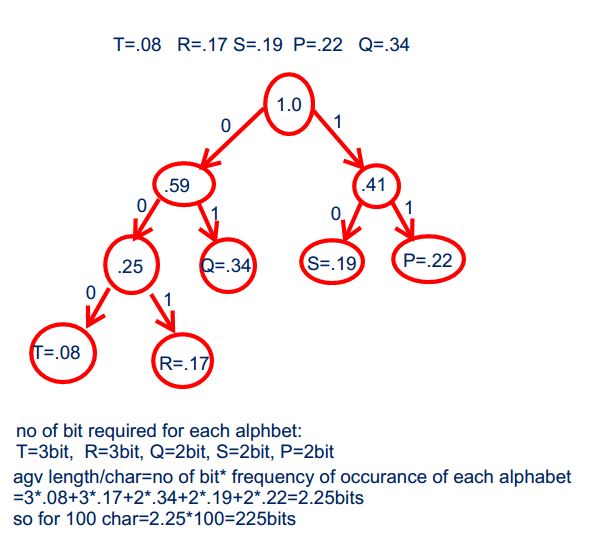 T=.08 R=.17 S=.19 P=.22 Q=.34
1.0
0 1
.59 .41
0 1 0 1
.25 Q=.34 S=.19 P=.22
0 1
T=.08 R=.17
no of bit required for each alphbet:
T=3bit, R=3bit, Q=2bit, S=2bit, P=2bit
agv length/char=no of bit* frequency of occurance of each alphabet
=3*.08+3*.17+2*.34+2*.19+2*.22=2.25bits
so for 100 char=2.25*100=225bits